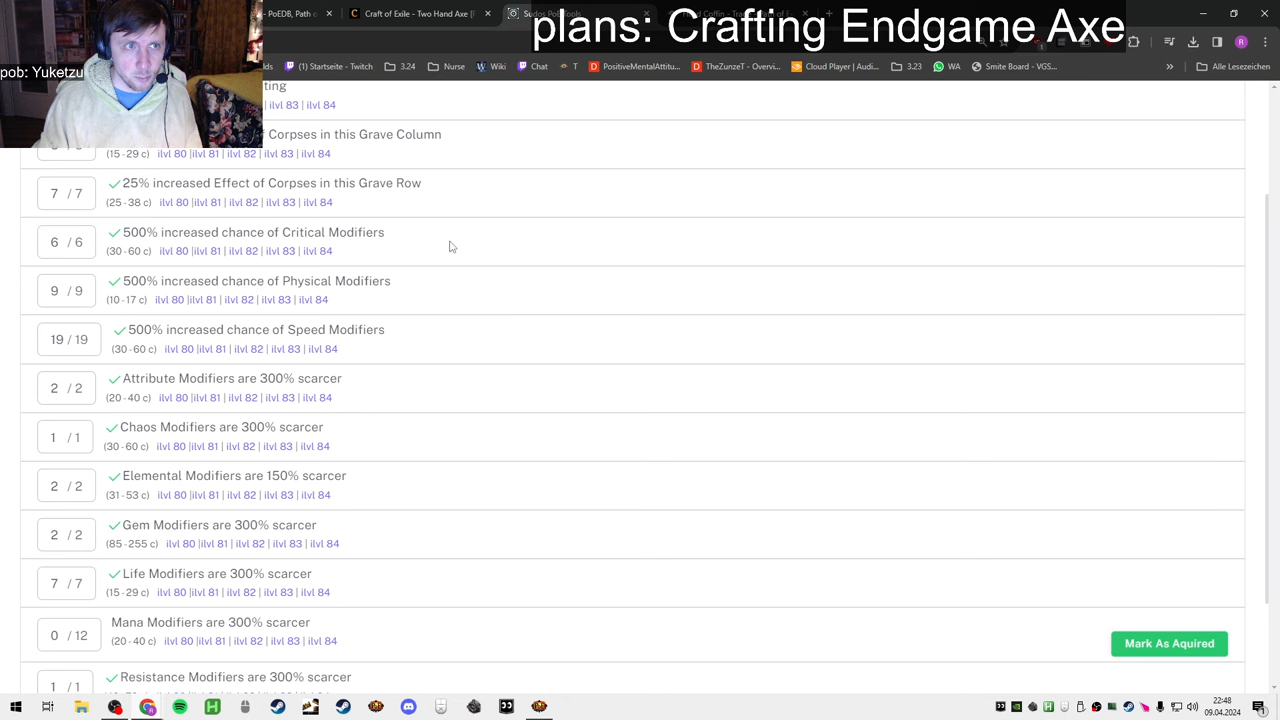 plans: Crafting Endgame Axe
pob: Yuketzu
- PoEDB, Path o
Craft of Exile - Two Hand Axe [F
Sudos PoE Tools
(1) Startseite - Twitch
3.24
Nurse
Wiki
Chat
T
PositiveMentalAttitu...
TheZunzeT - Overvi...
Cloud Player | Audi...
3.23
WA
Smite Board - VGS...
Alle Lesezeichen
ting
| ilvl 83 | ilvl 84
Corpses in this Grave Column
(15 - 29 c) ilvl 80 |ilvl 81 | ilvl 82 | ilvl 83 | ilvl 84
7 / 7 25% increased Effect of Corpses in this Grave Row
(25 - 38 c) ilvl 80 |ilvl 81 | ilvl 82 | ilvl 83 | ilvl 84
6 / 6 500% increased chance of Critical Modifiers
(30 - 60 c) ilvl 80 |ilvl 81 | ilvl 82 | ilvl 83 | ilvl 84
9 / 9 500% increased chance of Physical Modifiers
(10 - 17 c) ilvl 80 |ilvl 81 | ilvl 82 | ilvl 83 | ilvl 84
19 / 19 500% increased chance of Speed Modifiers
(30 - 60 c) ilvl 80 |ilvl 81 | ilvl 82 | ilvl 83 | ilvl 84
2 / 2 Attribute Modifiers are 300% scarcer
(20 - 40 c) ilvl 80 |ilvl 81 | ilvl 82 | ilvl 83 | ilvl 84
1 / 1 Chaos Modifiers are 300% scarcer
(30 - 60 c) ilvl 80 |ilvl 81 | ilvl 82 | ilvl 83 | ilvl 84
2 / 2 Elemental Modifiers are 150% scarcer
(31 - 53 c) ilvl 80 |ilvl 81 | ilvl 82 | ilvl 83 | ilvl 84
2 / 2 Gem Modifiers are 300% scarcer
(85 - 255 c) ilvl 80 |ilvl 81 | ilvl 82 | ilvl 83 | ilvl 84
7 / 7 Life Modifiers are 300% scarcer
(15 - 29 c) ilvl 80 |ilvl 81 | ilvl 82 | ilvl 83 | ilvl 84
0 / 12 Mana Modifiers are 300% scarcer
(20 - 40 c) ilvl 80 |ilvl 81 | ilvl 82 | ilvl 83 | ilvl 84
Mark As Aquired
1 / 1 Resistance Modifiers are 300% scarcer
22:48
09.04.2024